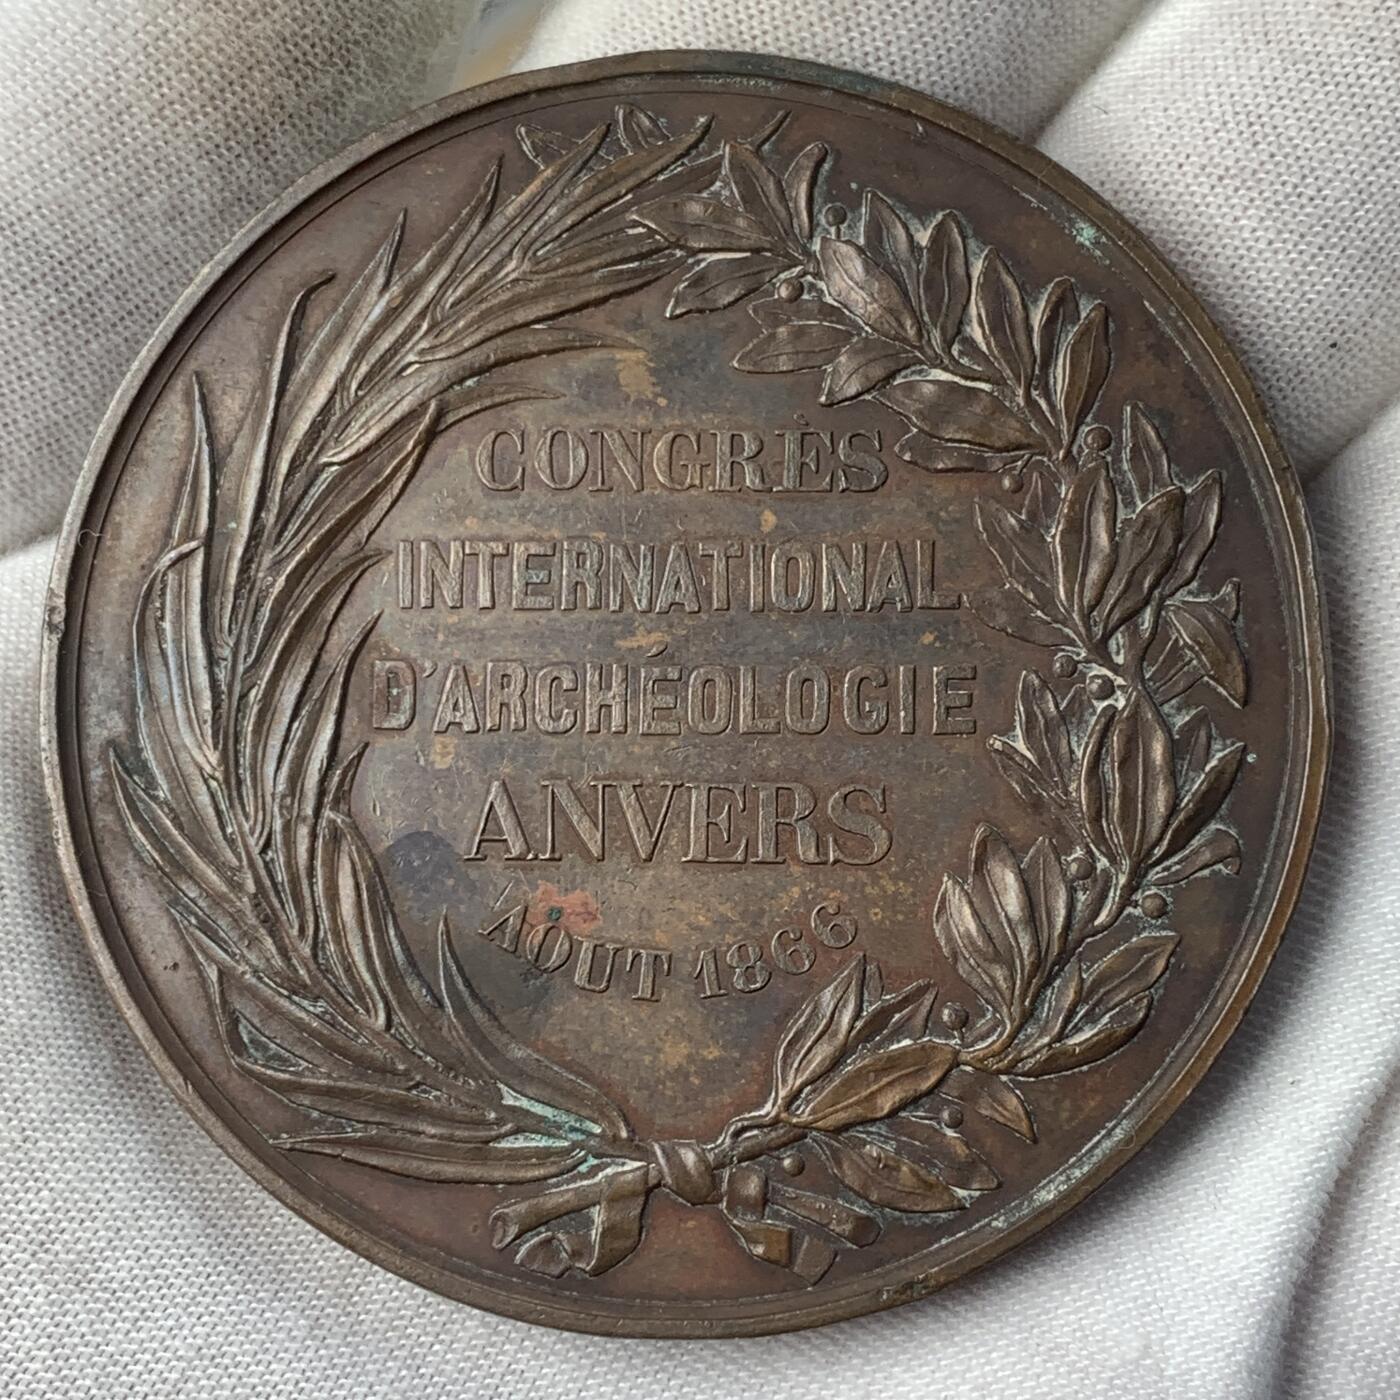 CONGRÈS
INTERNATIONAL
D'ARCHÉOLOGIE
ANVERS
AOUT 1866